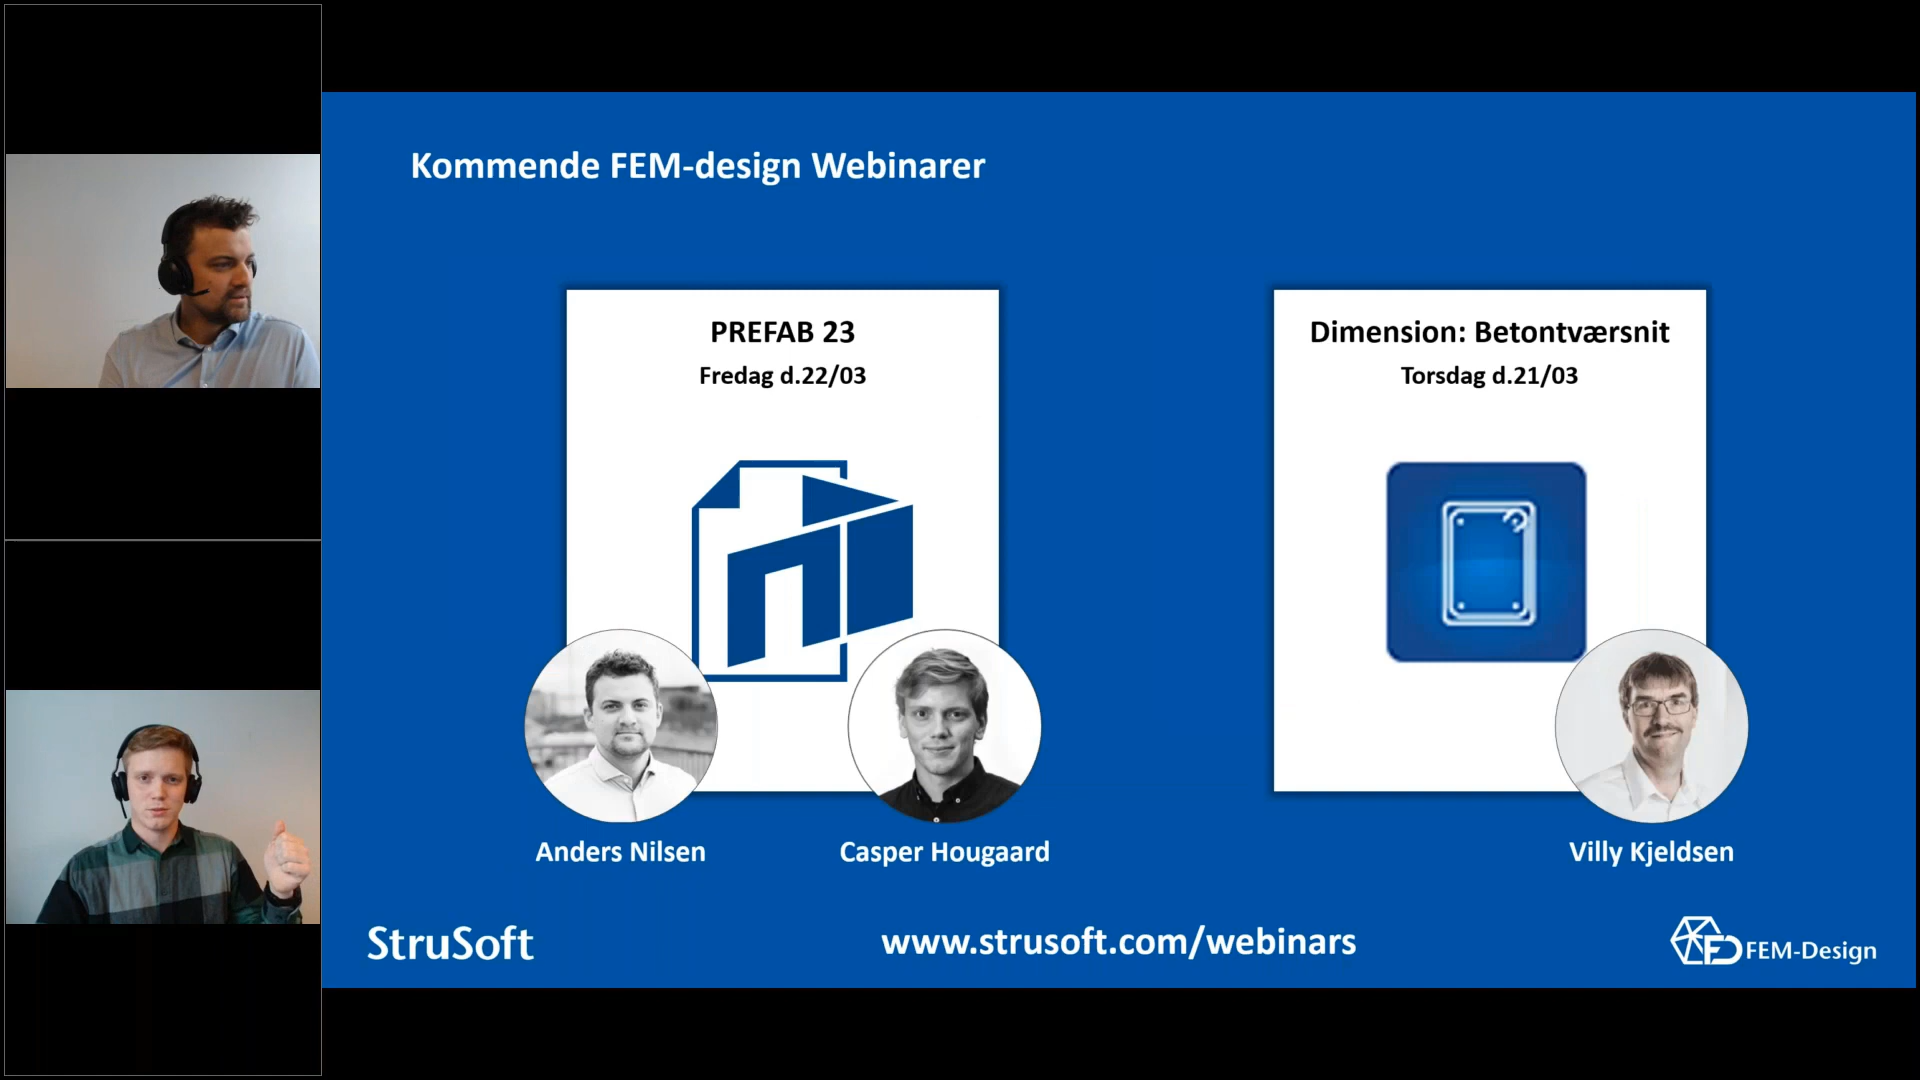 Kommende FEM-design Webinarer
PREFAB 23
Fredag d.22/03
Anders Nilsen
Casper Hougaard
Dimension: Betontværsnit
Torsdag d.21/03
Villy Kjeldsen
StruSoft
www.strusoft.com/webinars
FD FEM-Design